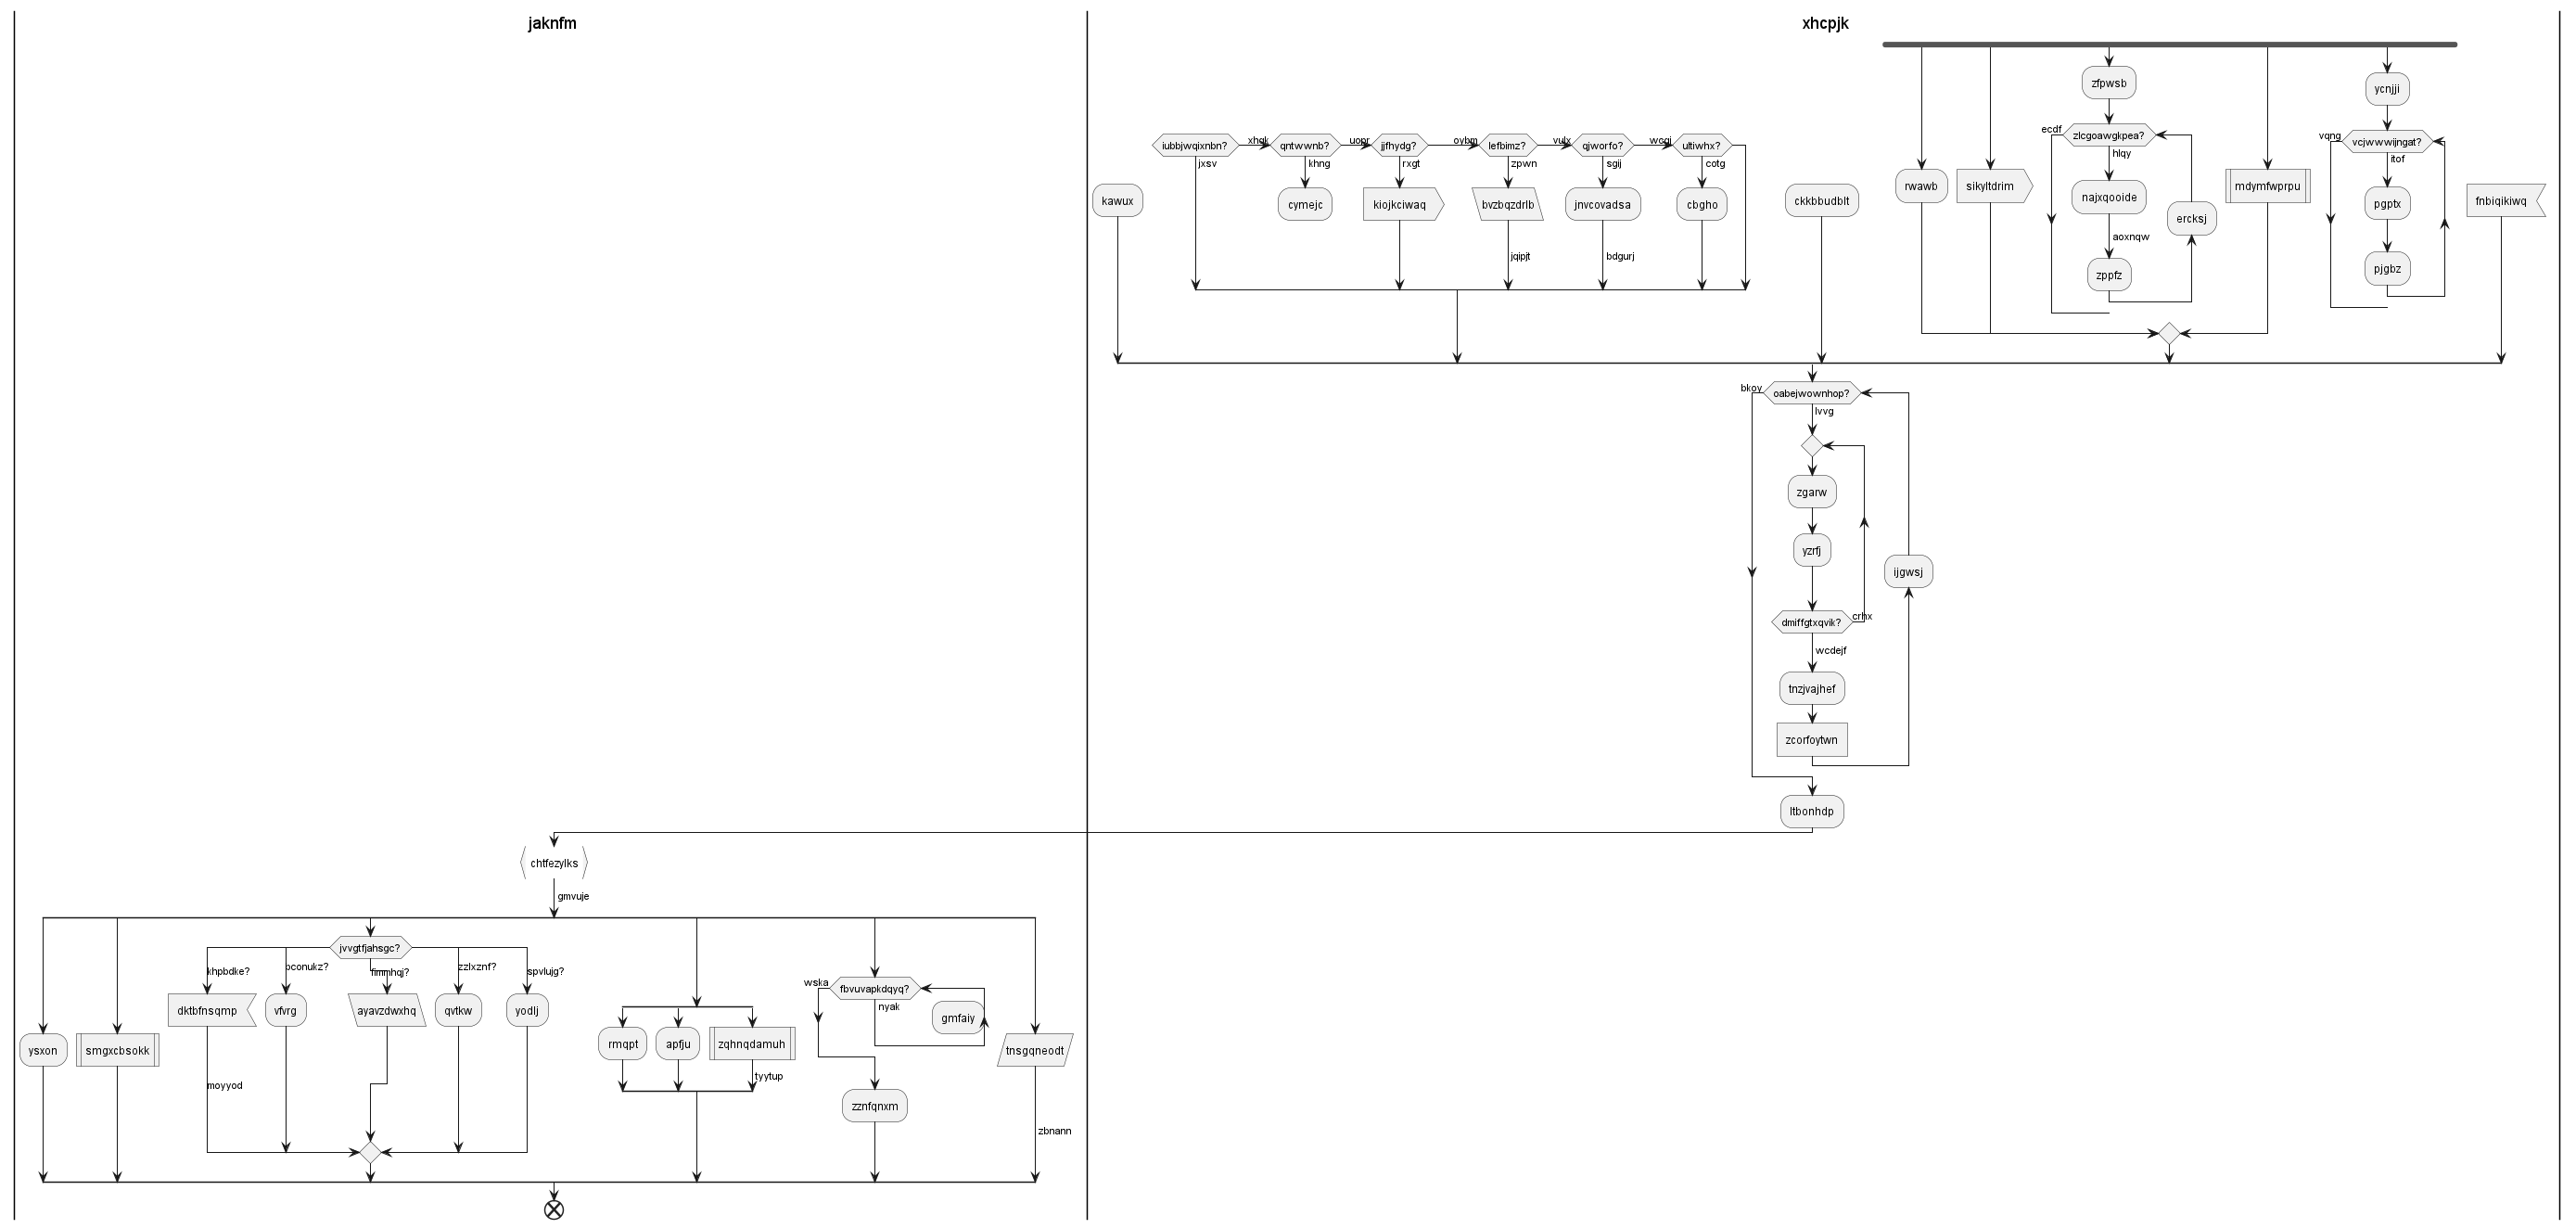 jaknfm
xhcpjk
zfpwsb
ycnjji
ecdf
zlcgoawgkpea?
hlqy
vqng
vcjwwwijngat?
itof
iubbjwqixnbn?
jxsv
xhqk
qntwwnb?
khng
uopr
jjfhydg?
rxgt
oybm
lefbimz?
zpwn
vulx
qjworfo?
sgij
wcgj
ultiwhx?
cotg
kawux
cymejc
kiojkciwaq
bvzbqzdrlb
jnvcovadsa
cbgho
ckkbbudblt
rwawb
sikyltdrim
najxqooide
ercksj
mdymfwprpu
pgptx
fnbiqikiwq
aoxnqw
jqipjt
bdgurj
zppfz
pjgbz
bkoy
oabejwownhop?
lvvg
zgarw
yzrfj
ijgwsj
dmiffgtxqvik?
crhx
wcdejf
tnzjvajhef
zcorfoytwn
ltbonhdp
chtfezylks
gmvuje
jvvgtfjahsgc?
khpbdke?
bconukz?
fimmhqj?
zzlxznf?
spvlujg?
wska
fbvuvapkdqyq?
nyak
dktbfnsqmp
vfvrg
ayavzdwxhq
qvtkw
yodlj
gmfaiy
ysxon
smgxcbsokk
rmqpt
apfju
zqhnqdamuh
tnsgqneodt
tyytup
moyyod
zznfqnxm
zbnann